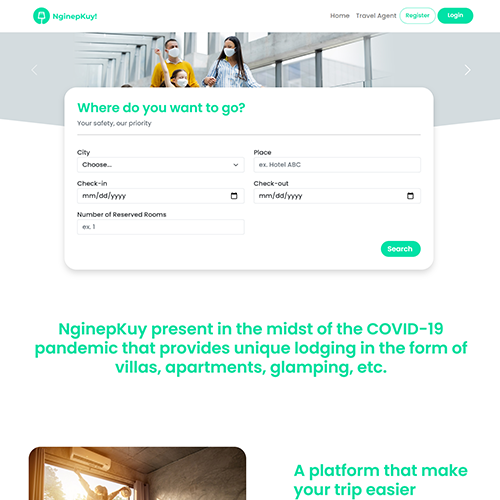 NginepKuy!
Home Travel Agent Register Login
Where do you want to go?
Your safety, our priority
City Place
Choose... ex. Hotel ABC
Check-in Check-out
mm/dd/yyyy mm/dd/yyyy
Number of Reserved Rooms
ex. 1
Search
NginepKuy present in the midst of the COVID-19
pandemic that provides unique lodging in the form of
villas, apartments, glamping, etc.
A platform that make
your trip easier